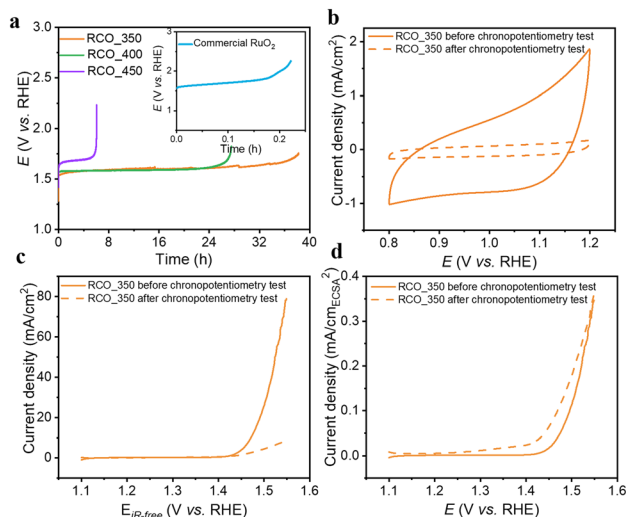 a
RCO_350
RCO_400
RCO_450
Commercial RuO2
E (V vs. RHE)
3
2
1
0.0
0.1
0.2
Time (h)
E (V vs. RHE)
3.0
2.5
2.0
1.5
1.0
0
8
16
24
32
40
Time (h)
b
RCO_350 before chronopotentiometry test
RCO_350 after chronopotentiometry test
Current density (mA/cm²)
2
1
0
-1
0.8
0.9
1.0
1.1
1.2
E (V vs. RHE)
c
RCO_350 before chronopotentiometry test
RCO_350 after chronopotentiometry test
Current density (mA/cm²)
80
60
40
20
0
1.1
1.2
1.3
1.4
1.5
1.6
EiR-free (V vs. RHE)
d
RCO_350 before chronopotentiometry test
RCO_350 after chronopotentiometry test
Current density (mA/cmECSA²)
0.4
0.3
0.2
0.1
0.0
1.1
1.2
1.3
1.4
1.5
1.6
E (V vs. RHE)